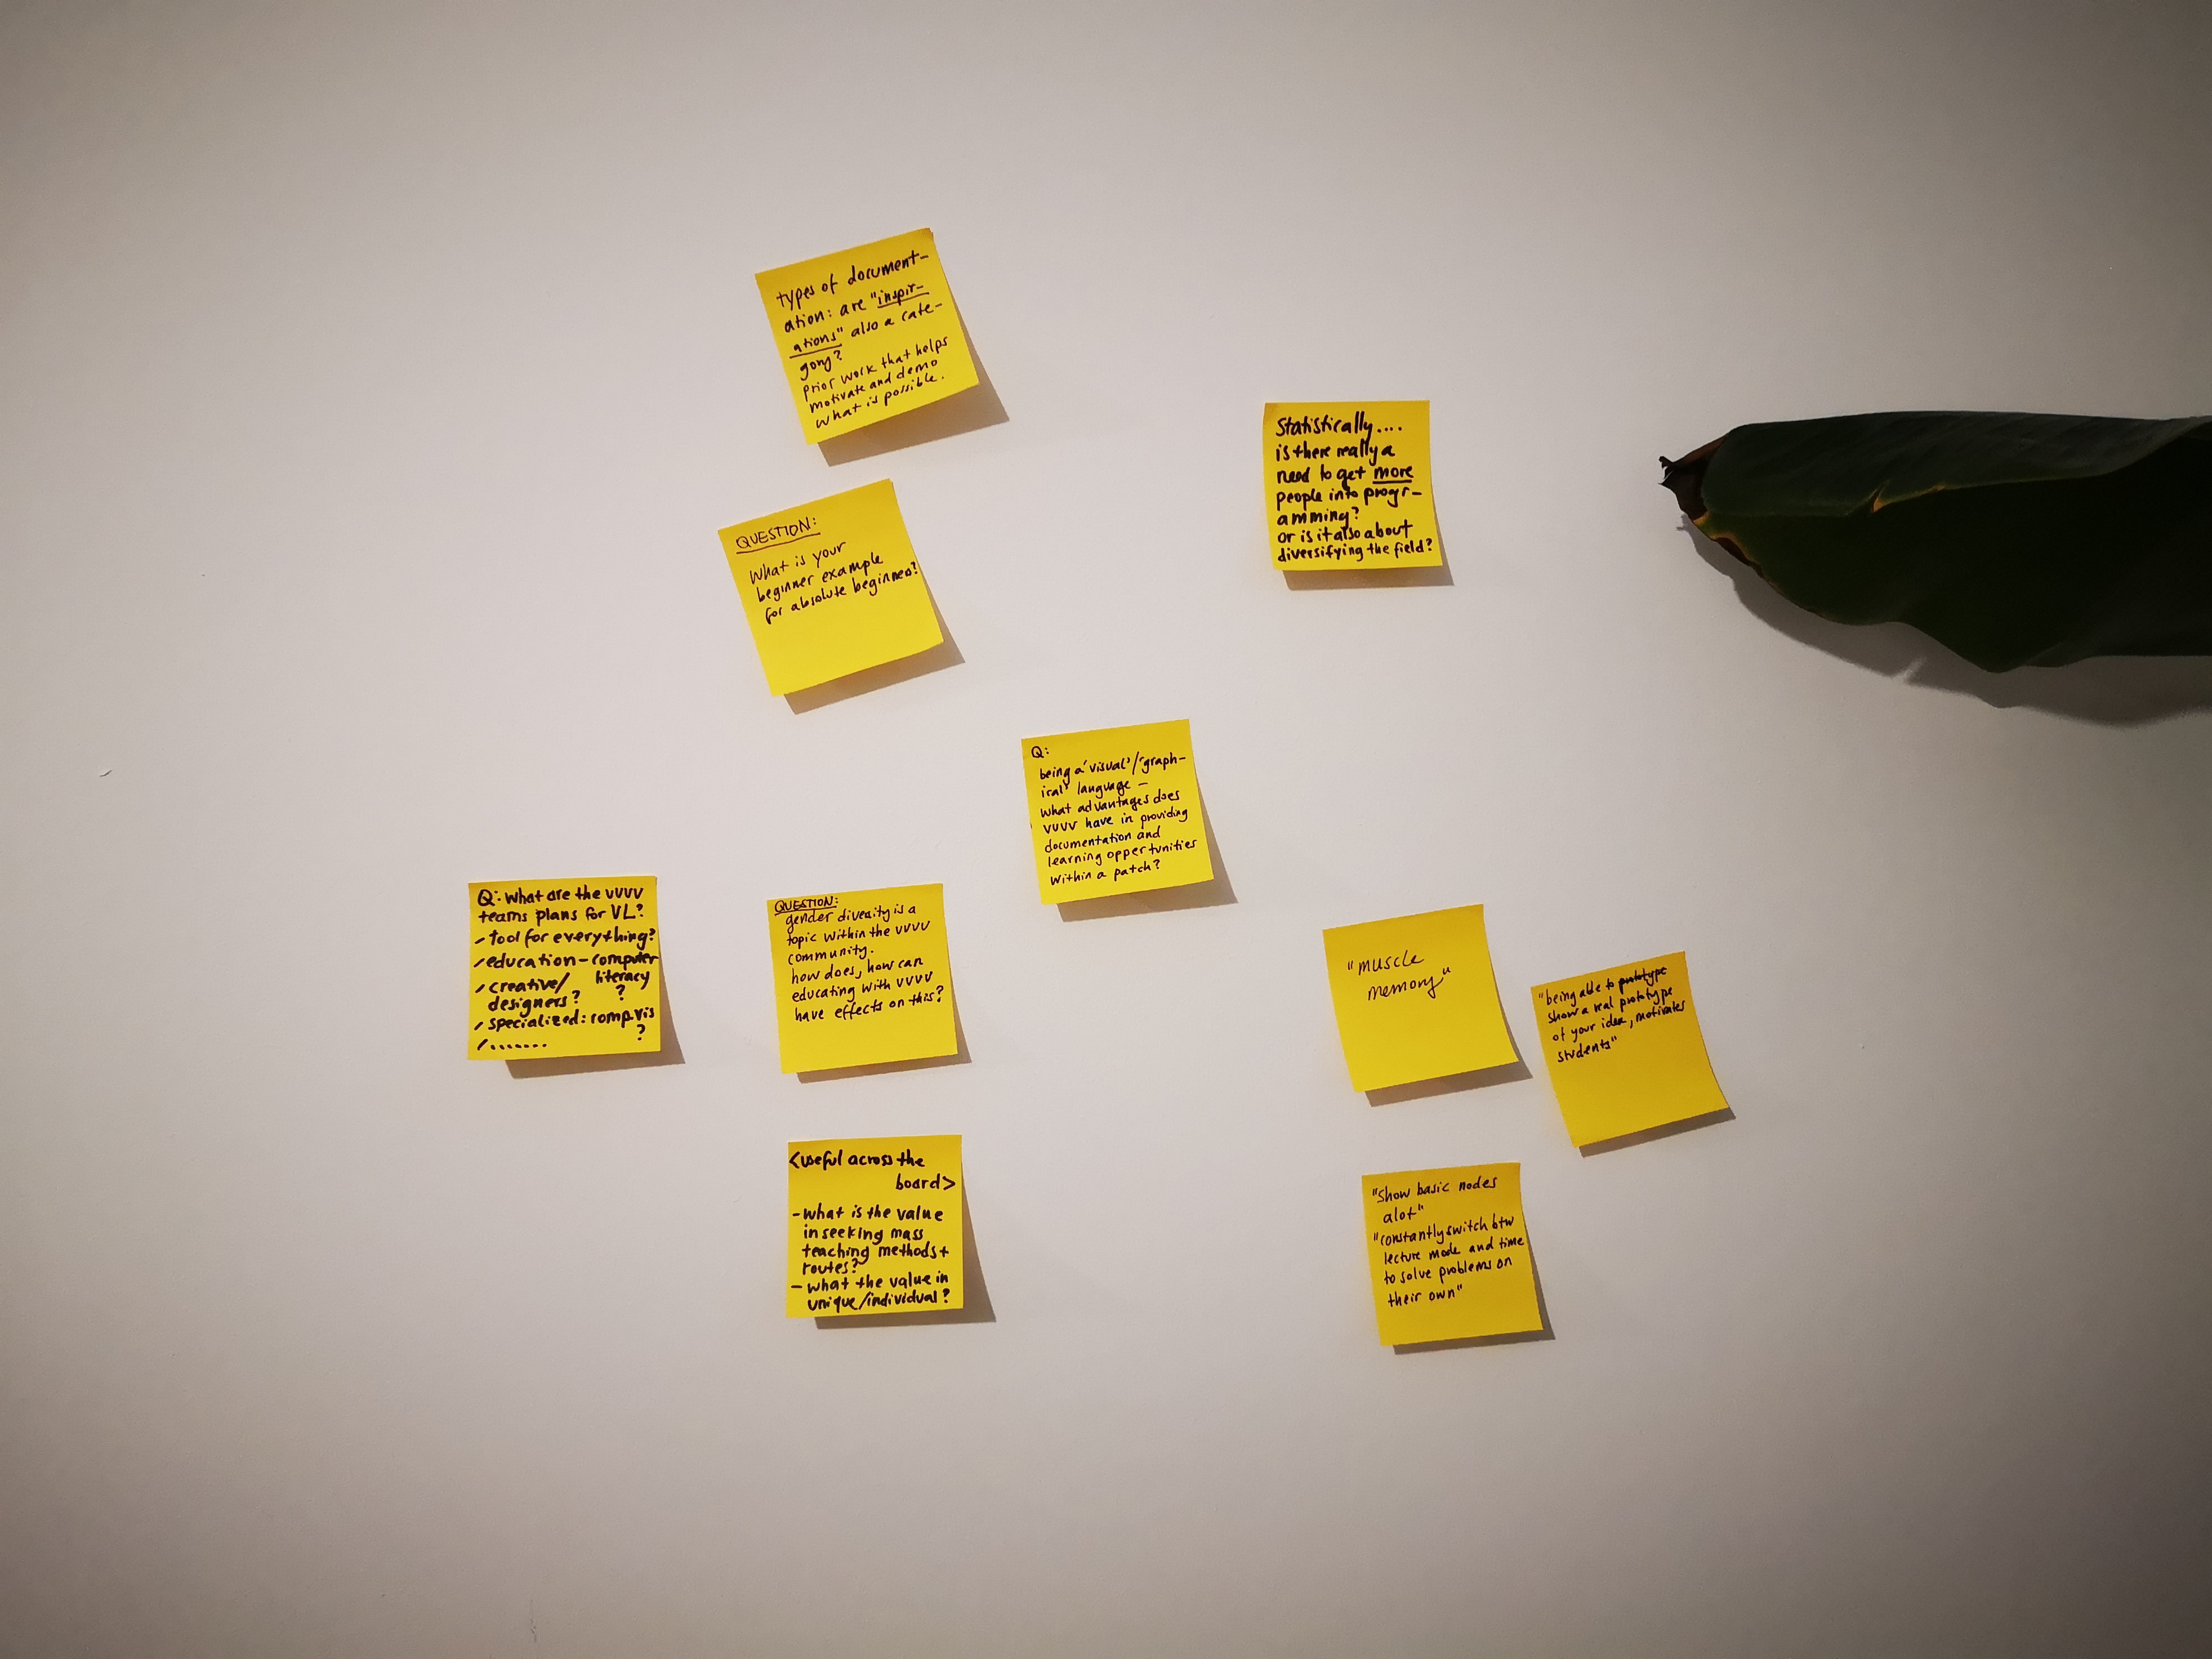 types of document-
ation: are "inspir-
ations" also a cate-
gory?
prior work that helps
motivate and demo
what is possible.
Statistically....
is there really a
need to get more
people into progr-
amming?
or is it also about
diversifying the field?
QUESTION:
What is your
beginner example
for absolute beginners?
Q:
being a 'visual'/'graph-
ical' language –
what advantages does
vvvv have in providing
documentation and
learning opportunities
within a patch?
Q: what are the vvvv
teams plans for VL?
/ tool for everything?
/ education – computer
literacy
?
/ creative/
designers?
/ specialized: comp.vis
?
/.......
QUESTION:
gender diversity is a
topic within the vvvv
community.
how does, how can
educating with vvvv
have effects on this?
"muscle
memory"
"being able to prototype
show a real prototype
of your idea, motivates
students"
<useful across the
board>
- what is the value
in seeking mass
teaching methods +
routes?
- what the value in
unique/individual?
"Show basic nodes
alot"
"constantly switch btw
lecture mode and time
to solve problems on
their own"